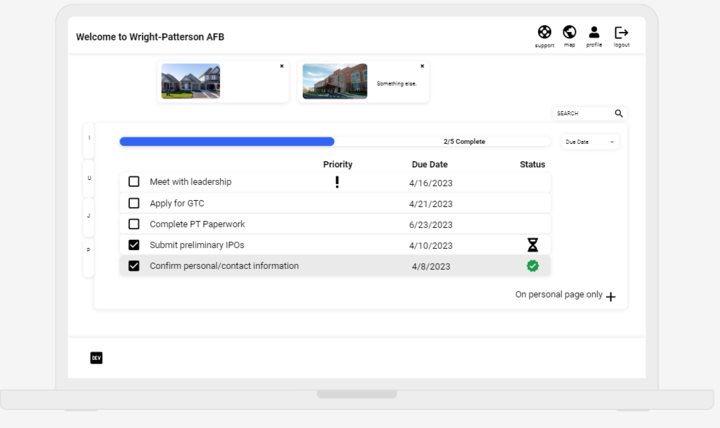 Welcome to Wright-Patterson AFB
support map profile logout
Something else.
SEARCH
2/5 Complete
Due Date
Priority Due Date Status
I
U
J
P
Meet with leadership ! 4/16/2023
Apply for GTC 4/21/2023
Complete PT Paperwork 6/23/2023
Submit preliminary IPOs 4/10/2023
Confirm personal/contact information 4/8/2023
On personal page only +
DEV